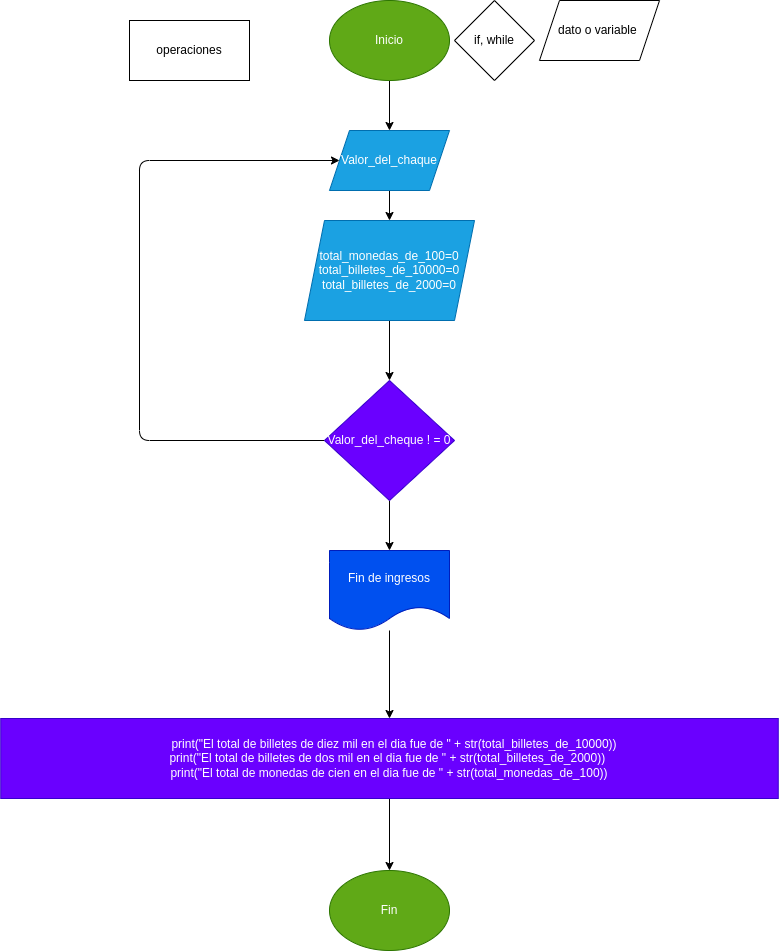 operaciones
Inicio
if, while
dato o variable
Valor_del_chaque
total_monedas_de_100=0
total_billetes_de_10000=0
total_billetes_de_2000=0
Valor_del_cheque ! = 0
Fin de ingresos
print("El total de billetes de diez mil en el dia fue de " + str(total_billetes_de_10000))
print("El total de billetes de dos mil en el dia fue de " + str(total_billetes_de_2000))
print("El total de monedas de cien en el dia fue de " + str(total_monedas_de_100))
Fin